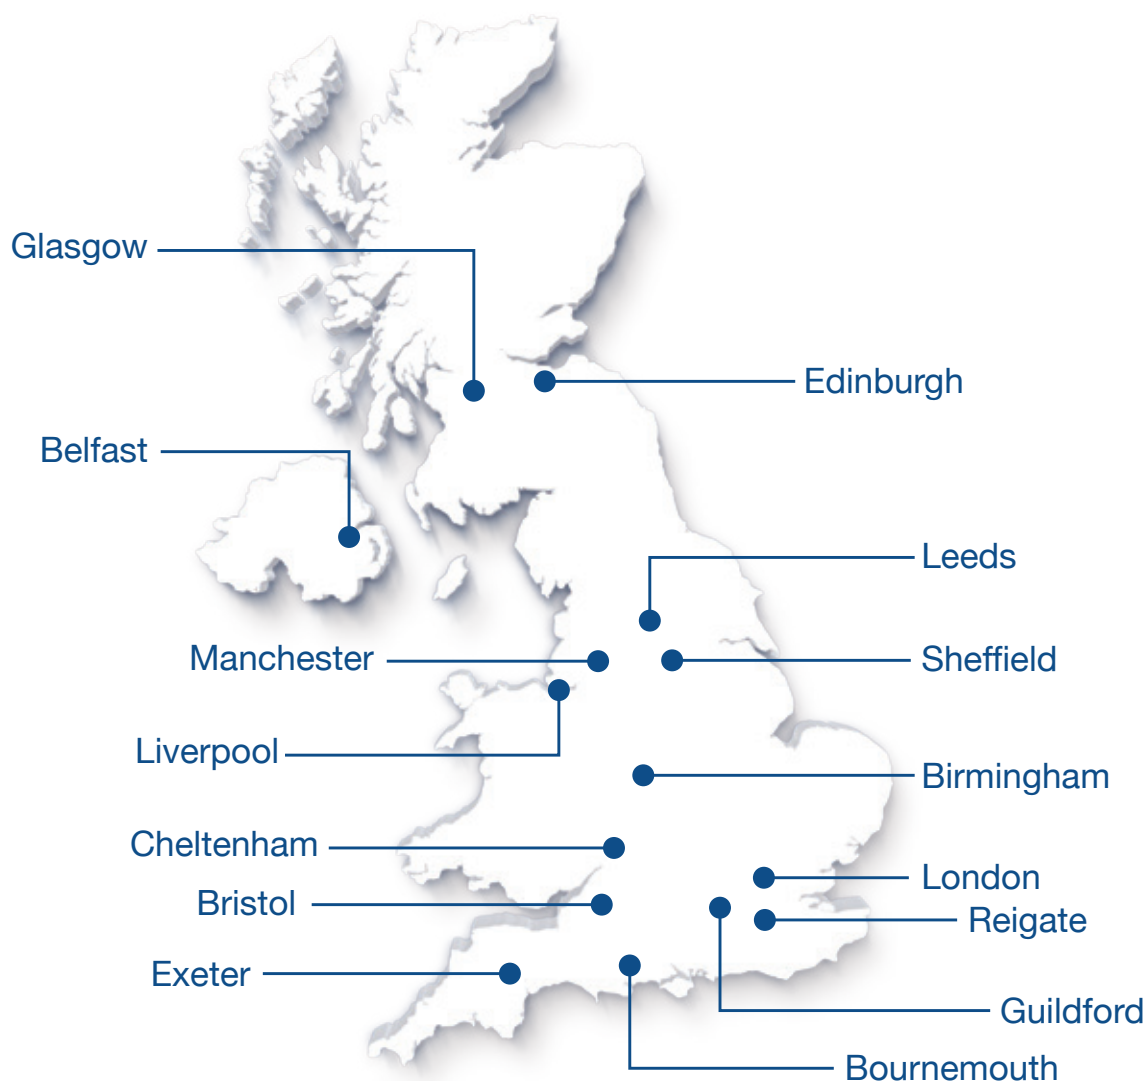 Glasgow
Edinburgh
Belfast
Leeds
Manchester
Sheffield
Liverpool
Birmingham
Cheltenham
London
Bristol
Reigate
Exeter
Guildford
Bournemouth